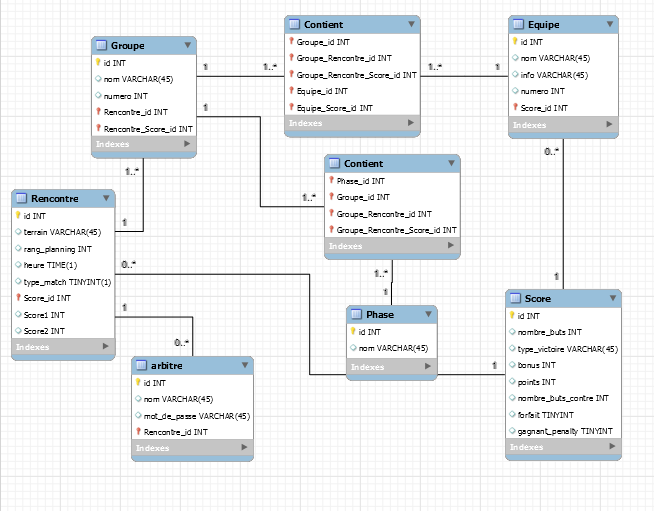 Groupe
id INT
nom VARCHAR(45)
numero INT
Rencontre_id INT
Rencontre_Score_id INT
Indexes
Contient
Groupe_id INT
Groupe_Rencontre_id INT
Groupe_Rencontre_Score_id INT
Equipe_id INT
Equipe_Score_id INT
Indexes
Equipe
id INT
nom VARCHAR(45)
info VARCHAR(45)
numero INT
Score_id INT
Indexes
1
1..*
1..*
1
1
1..*
1..*
1
0..*
1
Contient
Phase_id INT
Groupe_id INT
Groupe_Rencontre_id INT
Groupe_Rencontre_Score_id INT
Indexes
Rencontre
id INT
terrain VARCHAR(45)
rang_planning INT
heure TIME(1)
type_match TINYINT(1)
Score_id INT
Score1 INT
Score2 INT
Indexes
0..*
1
1
0..*
1..*
1
Phase
id INT
nom VARCHAR(45)
Indexes
Score
id INT
nombre_buts INT
type_victoire VARCHAR(45)
bonus INT
points INT
nombre_buts_contre INT
forfait TINYINT
gagnant_penalty TINYINT
Indexes
arbitre
id INT
nom VARCHAR(45)
mot_de_passe VARCHAR(45)
Rencontre_id INT
Indexes